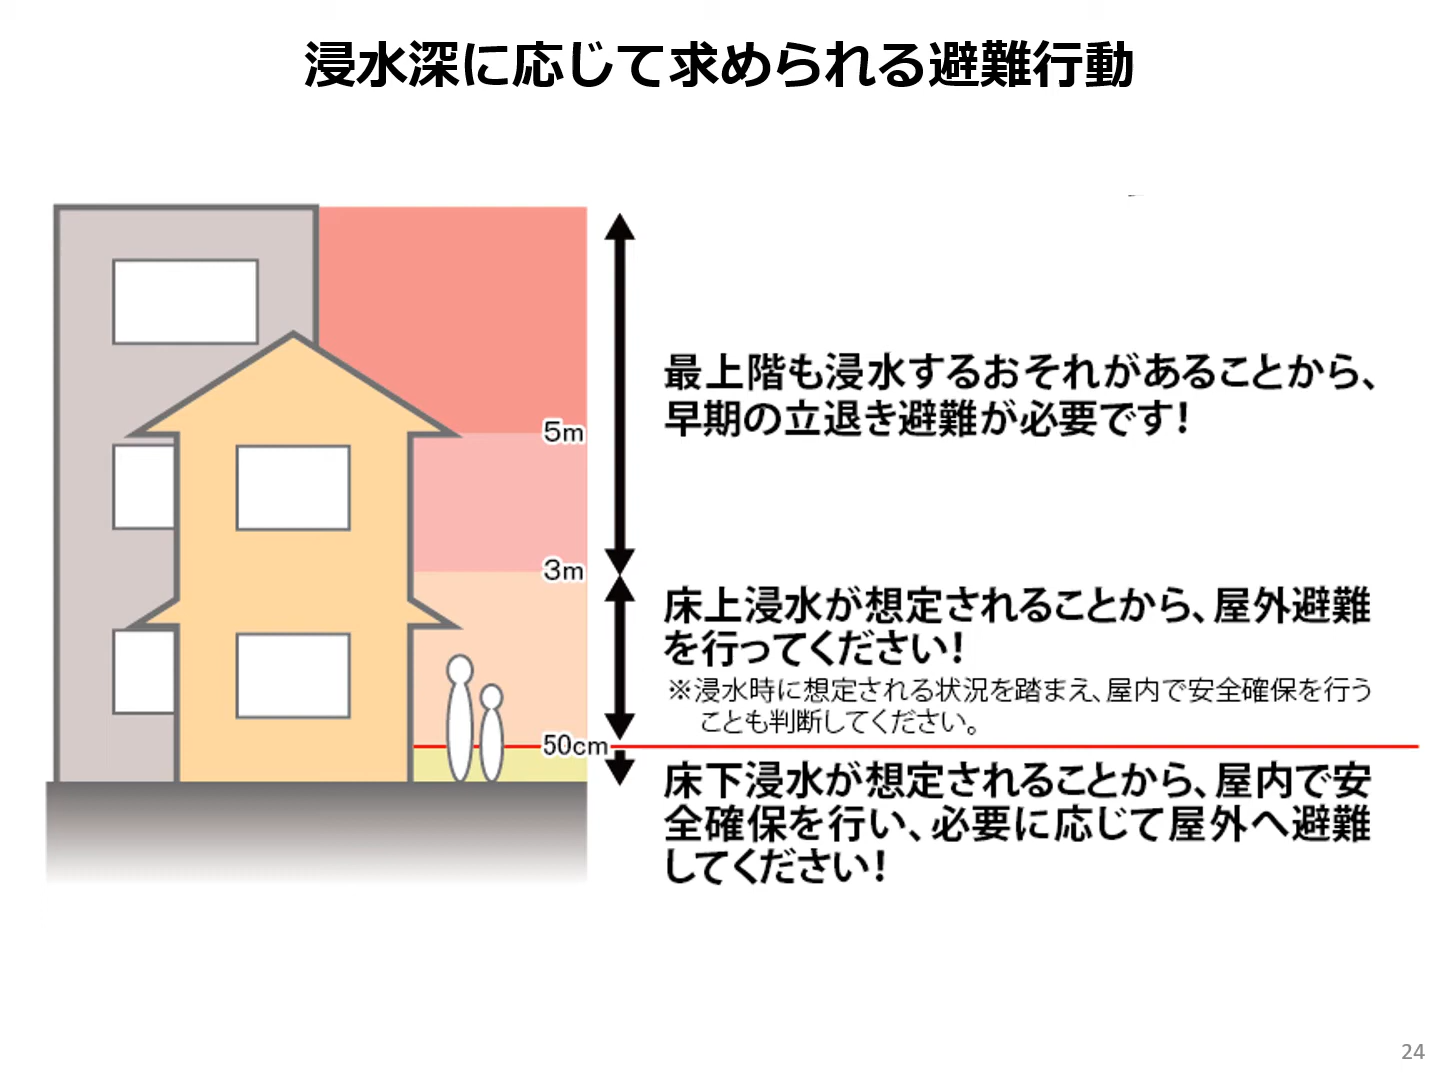 浸水深に応じて求められる避難行動
最上階も浸水するおそれがあることから、
早期の立退き避難が必要です！
5m
3m
床上浸水が想定されることから、屋外避難
を行ってください！
※浸水時に想定される状況を踏まえ、屋内で安全確保を行う
ことも判断してください。
50cm
床下浸水が想定されることから、屋内で安
全確保を行い、必要に応じて屋外へ避難
してください！
24